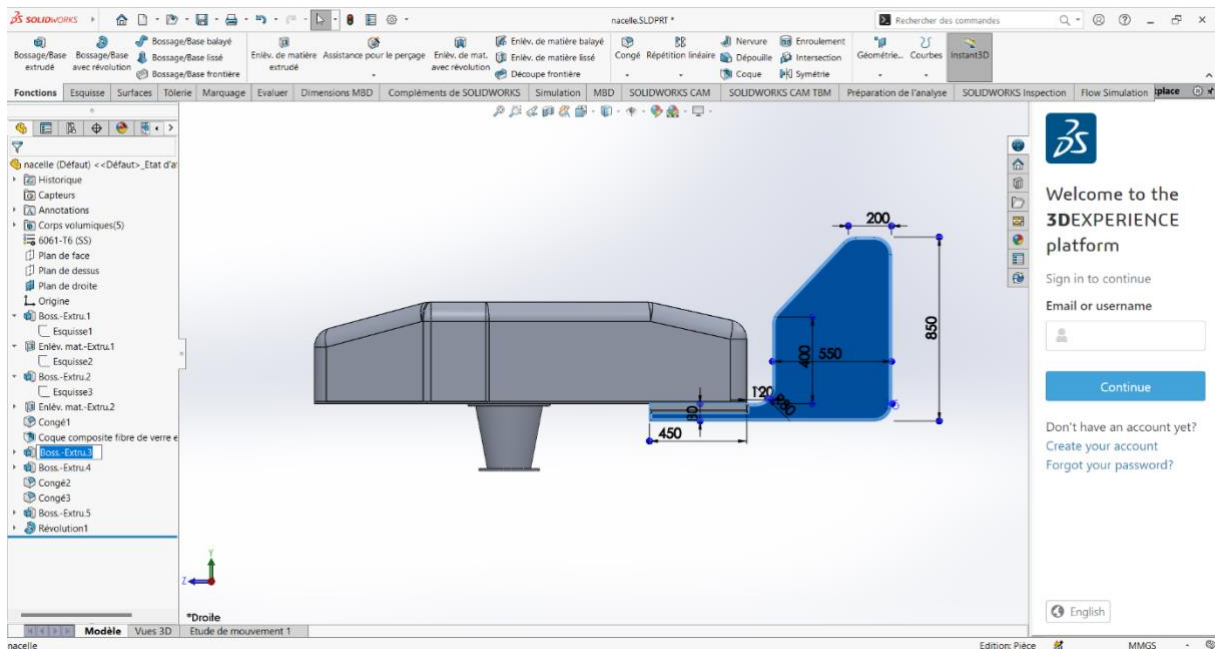 SOLIDWORKS
nacelle.SLDPRT *
Rechercher des commandes
Bossage/Base extrudé
Bossage/Base avec révolution
Bossage/Base balayé
Bossage/Base lissé
Bossage/Base frontière
Enlèv. de matière extrudé
Assistance pour le perçage
Enlèv. de mat. avec révolution
Enlèv. de matière balayé
Enlèv. de matière lissé
Découpe frontière
Congé
Répétition linéaire
Nervure
Dépouille
Coque
Enroulement
Intersection
Symétrie
Géométrie...
Courbes
Instant3D
Fonctions Esquisse Surfaces Tôlerie Marquage Evaluer Dimensions MBD Compléments de SOLIDWORKS Simulation MBD SOLIDWORKS CAM SOLIDWORKS CAM TBM Préparation de l'analyse SOLIDWORKS Inspection Flow Simulation place
nacelle (Défaut) <<Défaut>_Etat d'a
Historique
Capteurs
Annotations
Corps volumiques(5)
6061-T6 (SS)
Plan de face
Plan de dessus
Plan de droite
Origine
Boss.-Extru.1
Esquisse1
Enlèv. mat.-Extru.1
Esquisse2
Boss.-Extru.2
Esquisse3
Enlèv. mat.-Extru.2
Congé1
Coque composite fibre de verre e
Boss.-Extru.3
Boss.-Extru.4
Congé2
Congé3
Boss.-Extru.5
Révolution1
200
850
400
550
120
R80
80
450
Y
Z
*Droite
Welcome to the
3DEXPERIENCE
platform
Sign in to continue
Email or username
Continue
Don't have an account yet?
Create your account
Forgot your password?
English
Modèle Vues 3D Etude de mouvement 1
nacelle
Edition: Pièce
MMGS